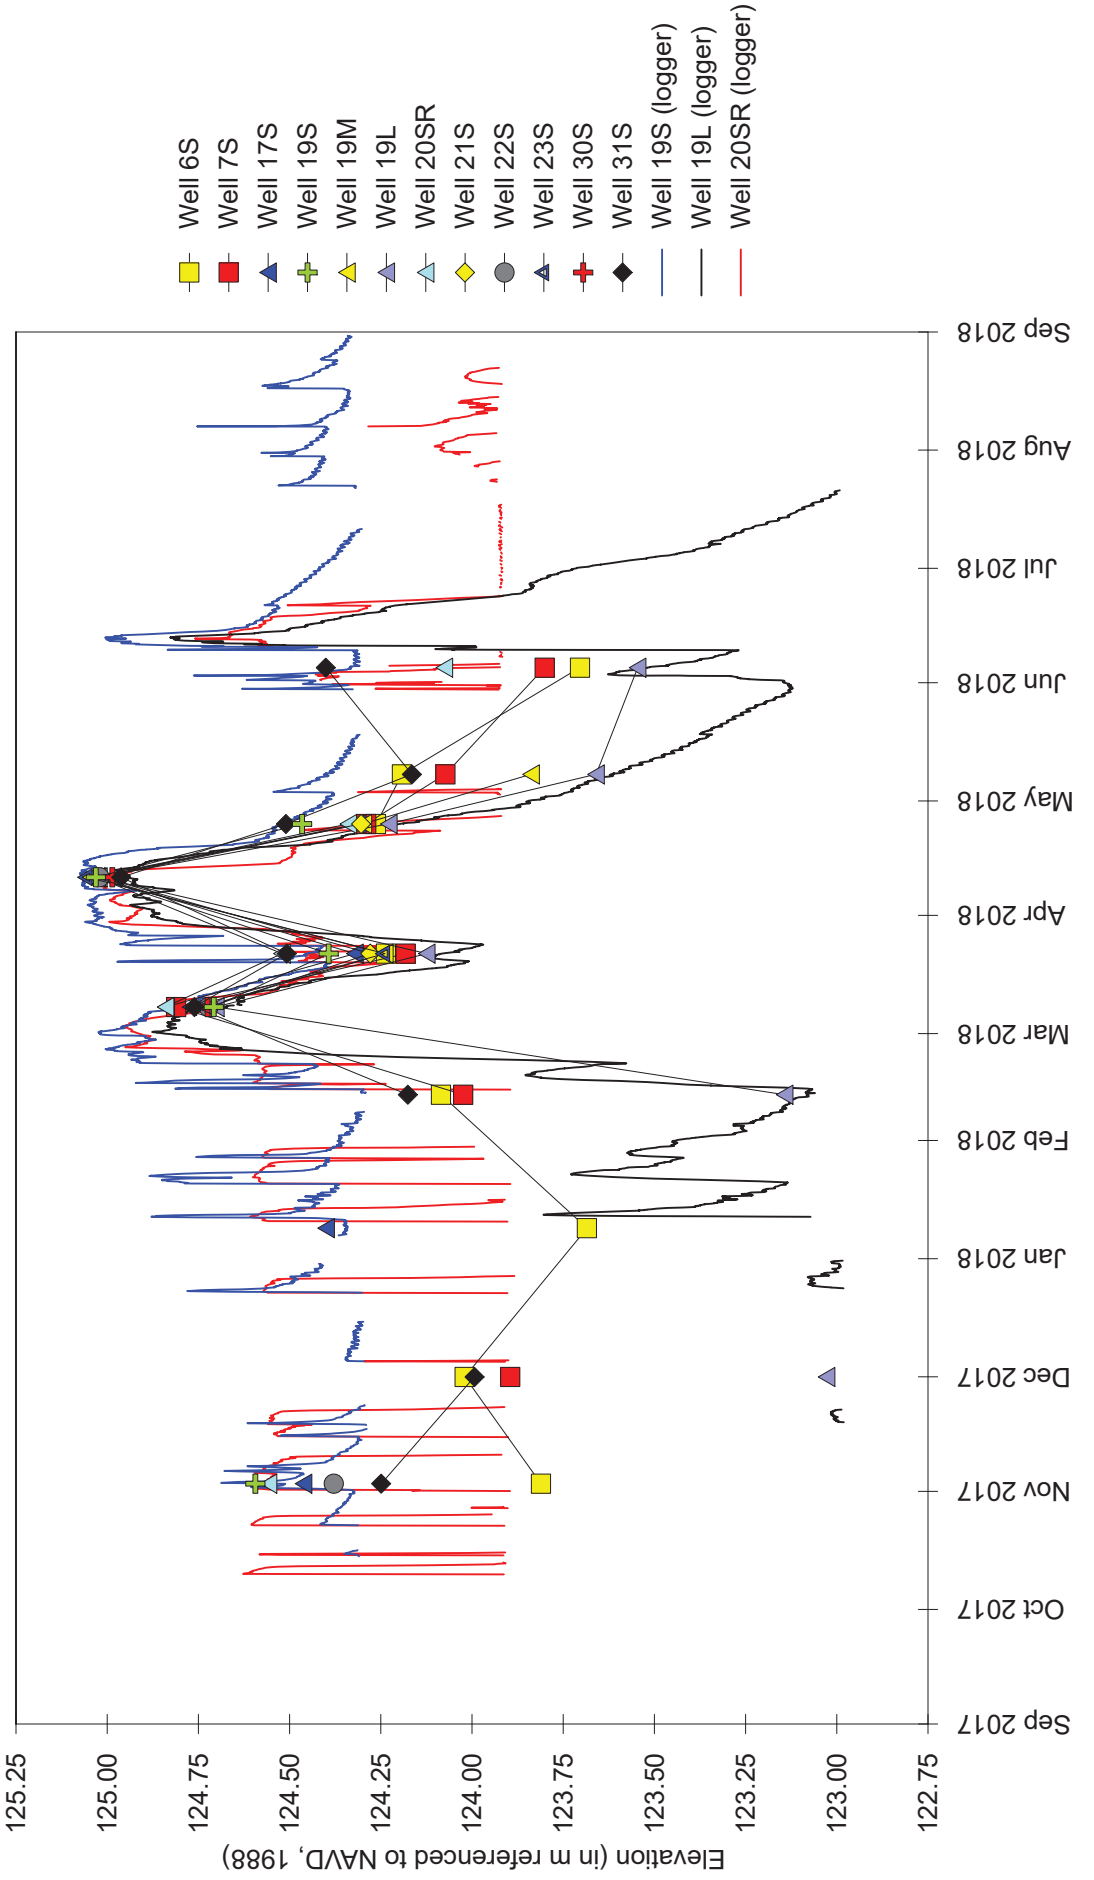 Elevation (in m referenced to NAVD, 1988)
125.25
125.00
124.75
124.50
124.25
124.00
123.75
123.50
123.25
123.00
122.75
Sep 2017
Oct 2017
Nov 2017
Dec 2017
Jan 2018
Feb 2018
Mar 2018
Apr 2018
May 2018
Jun 2018
Jul 2018
Aug 2018
Sep 2018
Well 6S
Well 7S
Well 17S
Well 19S
Well 19M
Well 19L
Well 20SR
Well 21S
Well 22S
Well 23S
Well 30S
Well 31S
Well 19S (logger)
Well 19L (logger)
Well 20SR (logger)